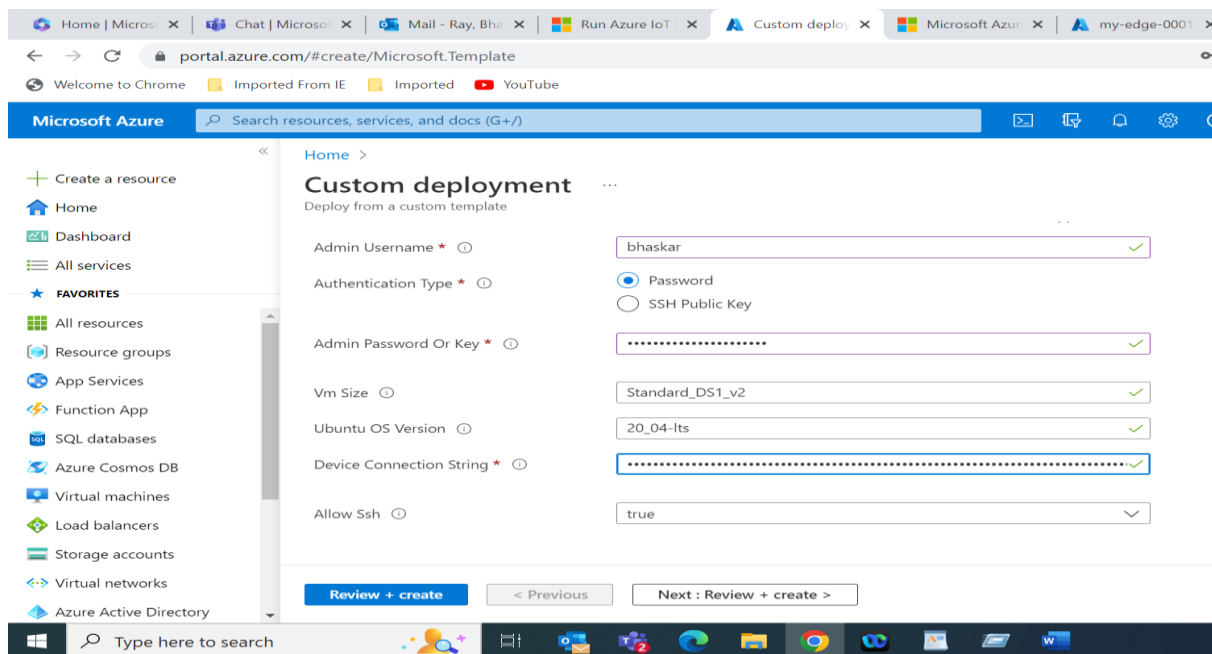 Home | Micros
Chat | Microsof
Mail - Ray, Bha
Run Azure IoT
Custom deploy
Microsoft Azur
my-edge-0001
portal.azure.com/#create/Microsoft.Template
Welcome to Chrome
Imported From IE
Imported
YouTube
Microsoft Azure
Search resources, services, and docs (G+/)
Create a resource
Home
Dashboard
All services
FAVORITES
All resources
Resource groups
App Services
Function App
SQL databases
Azure Cosmos DB
Virtual machines
Load balancers
Storage accounts
Virtual networks
Azure Active Directory
Home >
Custom deployment ...
Deploy from a custom template
Admin Username * bhaskar
Authentication Type * Password
SSH Public Key
Admin Password Or Key * ••••••••••••••••••••••
Vm Size Standard_DS1_v2
Ubuntu OS Version 20_04-lts
Device Connection String *
Allow Ssh true
Review + create
< Previous
Next : Review + create >
Type here to search
2